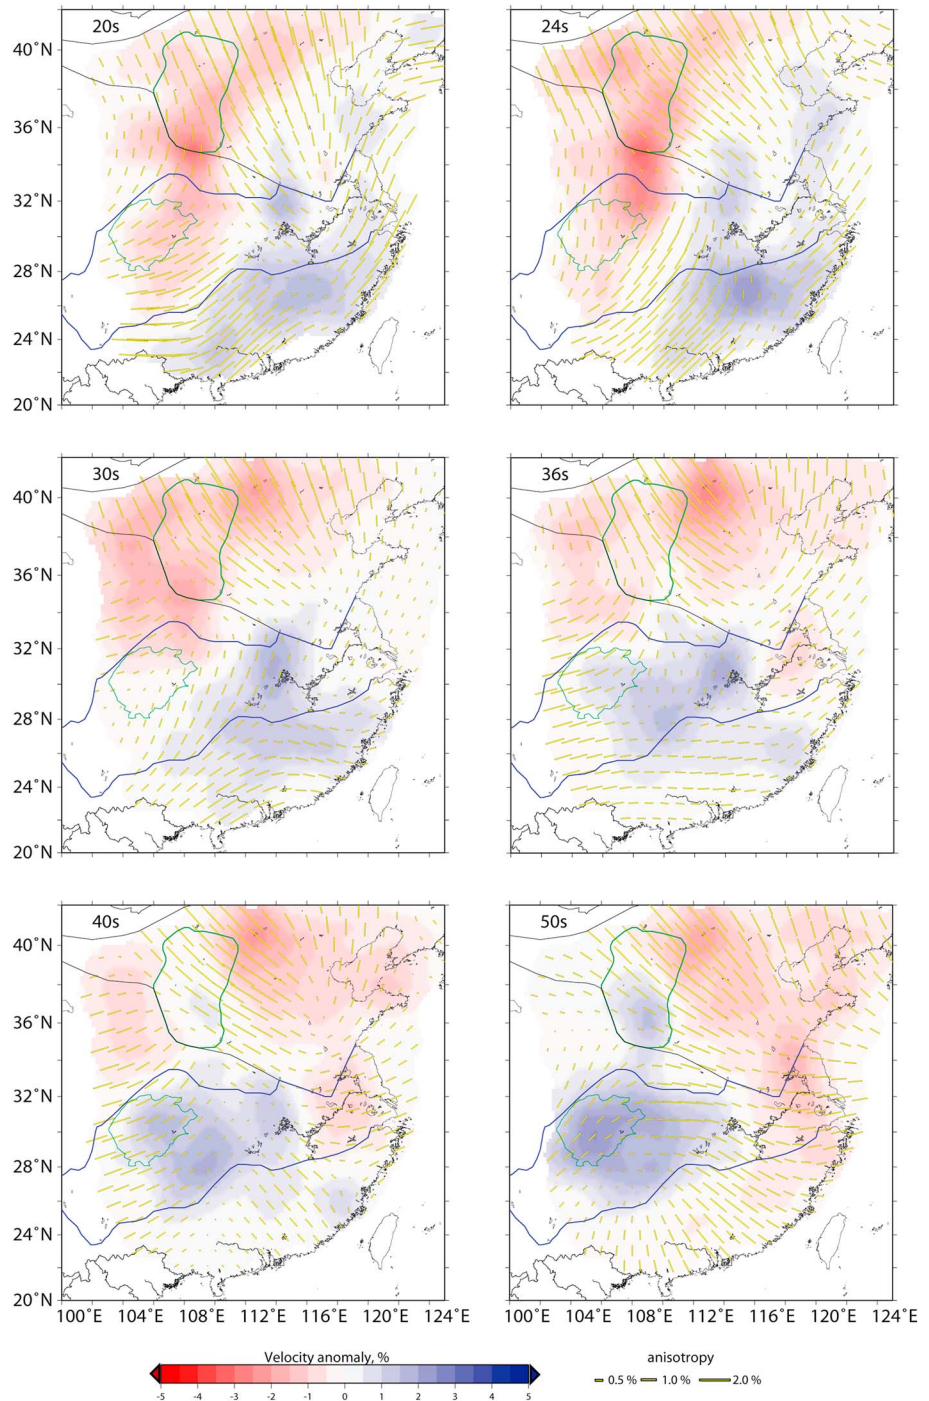 20s
24s
40°N
36°N
32°N
28°N
24°N
20°N
30s
36s
40°N
36°N
32°N
28°N
24°N
20°N
40s
50s
40°N
36°N
32°N
28°N
24°N
20°N
100°E 104°E 108°E 112°E 116°E 120°E 124°E
100°E 104°E 108°E 112°E 116°E 120°E 124°E
Velocity anomaly, %
-5 -4 -3 -2 -1 0 1 2 3 4 5
anisotropy
0.5 % 1.0 % 2.0 %